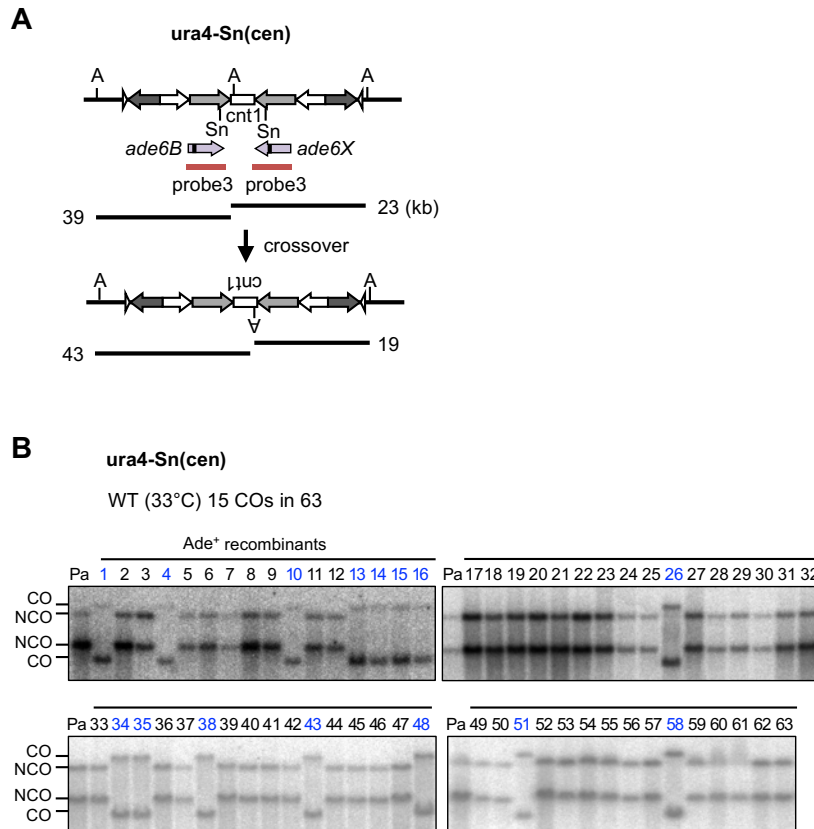 A
ura4-Sn(cen)
A A A
cnt1
Sn Sn
ade6B ade6X
probe3 probe3
39 23 (kb)
crossover
cnt1
A A
A
43 19
B
ura4-Sn(cen)
WT (33°C) 15 COs in 63
Ade+ recombinants
Pa 1 2 3 4 5 6 7 8 9 10 11 12 13 14 15 16
Pa 17 18 19 20 21 22 23 24 25 26 27 28 29 30 31 32
CO
NCO
NCO
CO
Pa 33 34 35 36 37 38 39 40 41 42 43 44 45 46 47 48
Pa 49 50 51 52 53 54 55 56 57 58 59 60 61 62 63
CO
NCO
NCO
CO